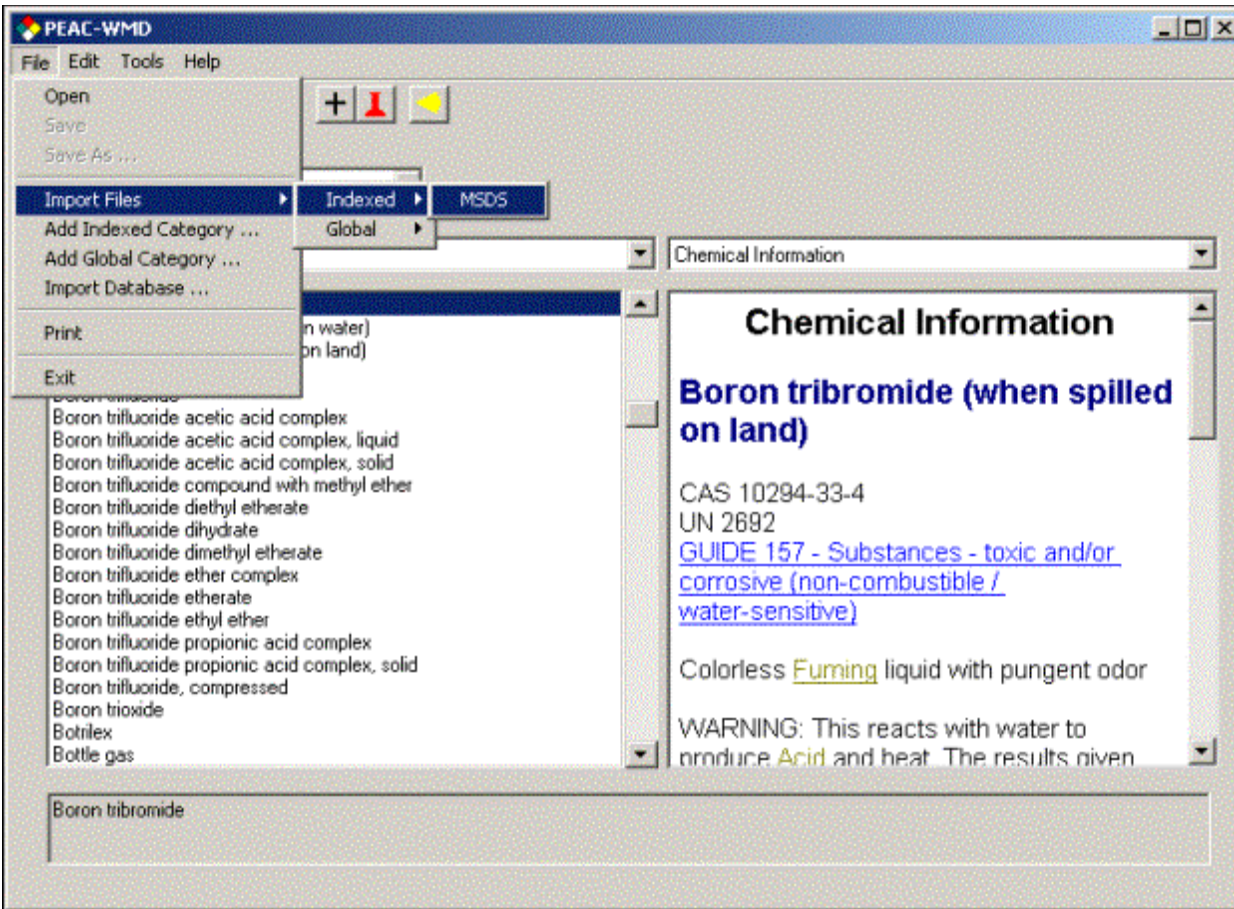 PEAC-WMD
File Edit Tools Help
Open
Save
Save As ...
Import Files
Indexed
MSDS
Add Indexed Category ...
Global
Add Global Category ...
Import Database ...
Print
Exit
n water)
on land)
Boron trifluoride
Boron trifluoride acetic acid complex
Boron trifluoride acetic acid complex, liquid
Boron trifluoride acetic acid complex, solid
Boron trifluoride compound with methyl ether
Boron trifluoride diethyl etherate
Boron trifluoride dihydrate
Boron trifluoride dimethyl etherate
Boron trifluoride ether complex
Boron trifluoride etherate
Boron trifluoride ethyl ether
Boron trifluoride propionic acid complex
Boron trifluoride propionic acid complex, solid
Boron trifluoride, compressed
Boron trioxide
Botrilex
Bottle gas
Chemical Information
Chemical Information
Boron tribromide (when spilled
on land)
CAS 10294-33-4
UN 2692
GUIDE 157 - Substances - toxic and/or
corrosive (non-combustible /
water-sensitive)
Colorless Fuming liquid with pungent odor
WARNING: This reacts with water to
produce Acid and heat. The results given
Boron tribromide